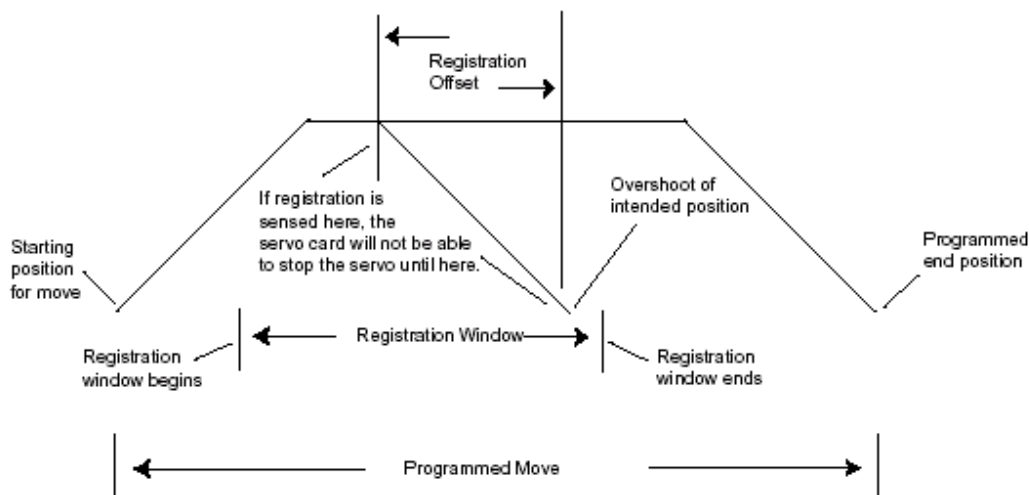 Registration
Offset
If registration is
sensed here, the
servo card will not be able
to stop the servo until here.
Overshoot of
intended position
Starting
position
for move
Programmed
end position
Registration Window
Registration
window begins
Registration
window ends
Programmed Move